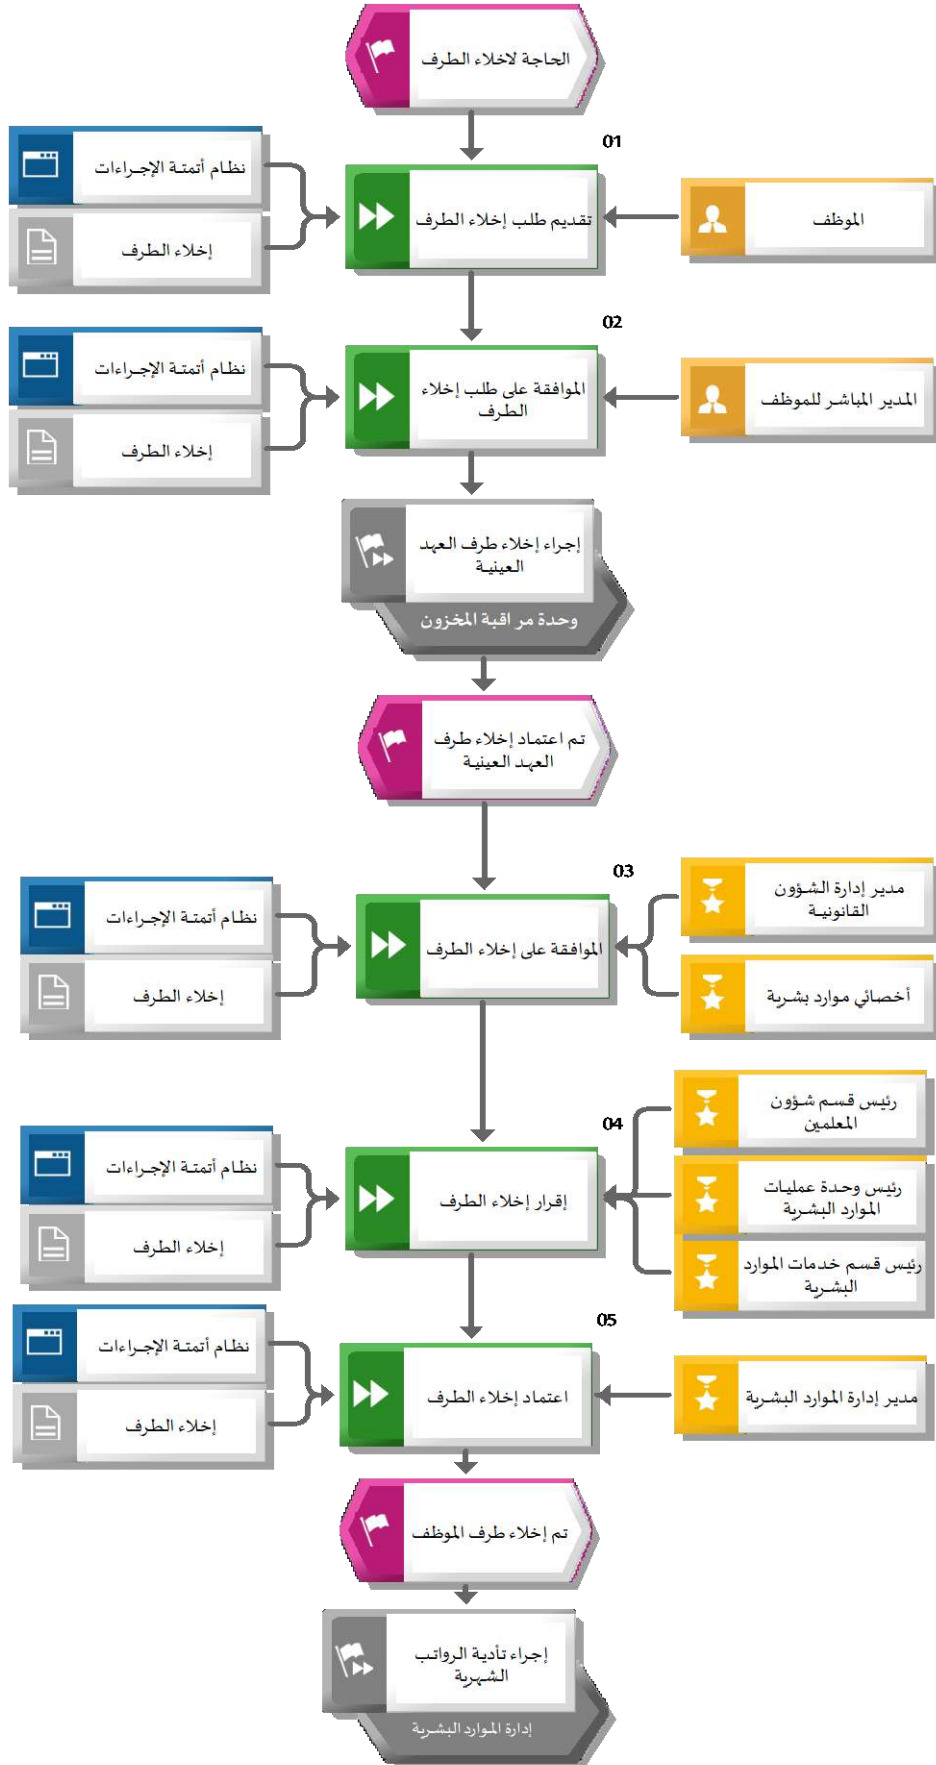 الحاجة لاخلاء الطرف
01
الموظف
تقديم طلب إخلاء الطرف
نظام أتمتة الإجراءات
إخلاء الطرف
02
المدير المباشر للموظف
الموافقة على طلب إخلاء
الطرف
نظام أتمتة الإجراءات
إخلاء الطرف
إجراء إخلاء طرف العهد
العينية
وحدة مراقبة المخزون
تم اعتماد إخلاء طرف
العهد العينية
03
مدير إدارة الشؤون
القانونية
أخصائي موارد بشرية
الموافقة على إخلاء الطرف
نظام أتمتة الإجراءات
إخلاء الطرف
04
رئيس قسم شؤون
المعلمين
رئيس وحدة عمليات
الموارد البشرية
رئيس قسم خدمات الموارد
البشرية
إقرار إخلاء الطرف
نظام أتمتة الإجراءات
إخلاء الطرف
05
مدير إدارة الموارد البشرية
اعتماد إخلاء الطرف
نظام أتمتة الإجراءات
إخلاء الطرف
تم إخلاء طرف الموظف
إجراء تأدية الرواتب
الشهرية
إدارة الموارد البشرية